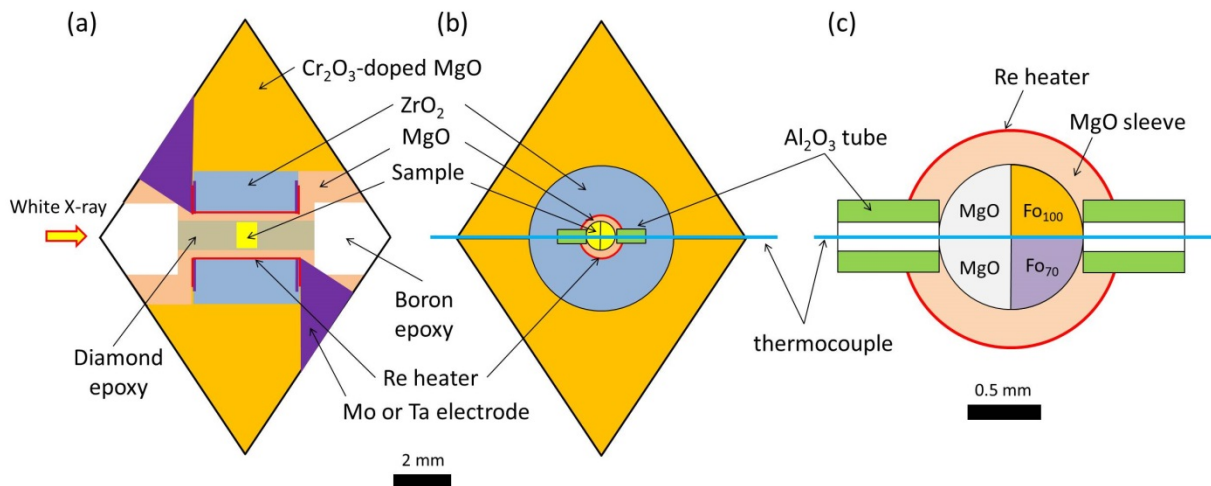 (a)
(b)
(c)
Cr₂O₃-doped MgO
ZrO₂
MgO
Sample
White X-ray
Diamond
epoxy
Boron
epoxy
Re heater
Mo or Ta electrode
2 mm
Al₂O₃ tube
thermocouple
Re heater
MgO sleeve
MgO
Fo₁₀₀
MgO
Fo₇₀
0.5 mm